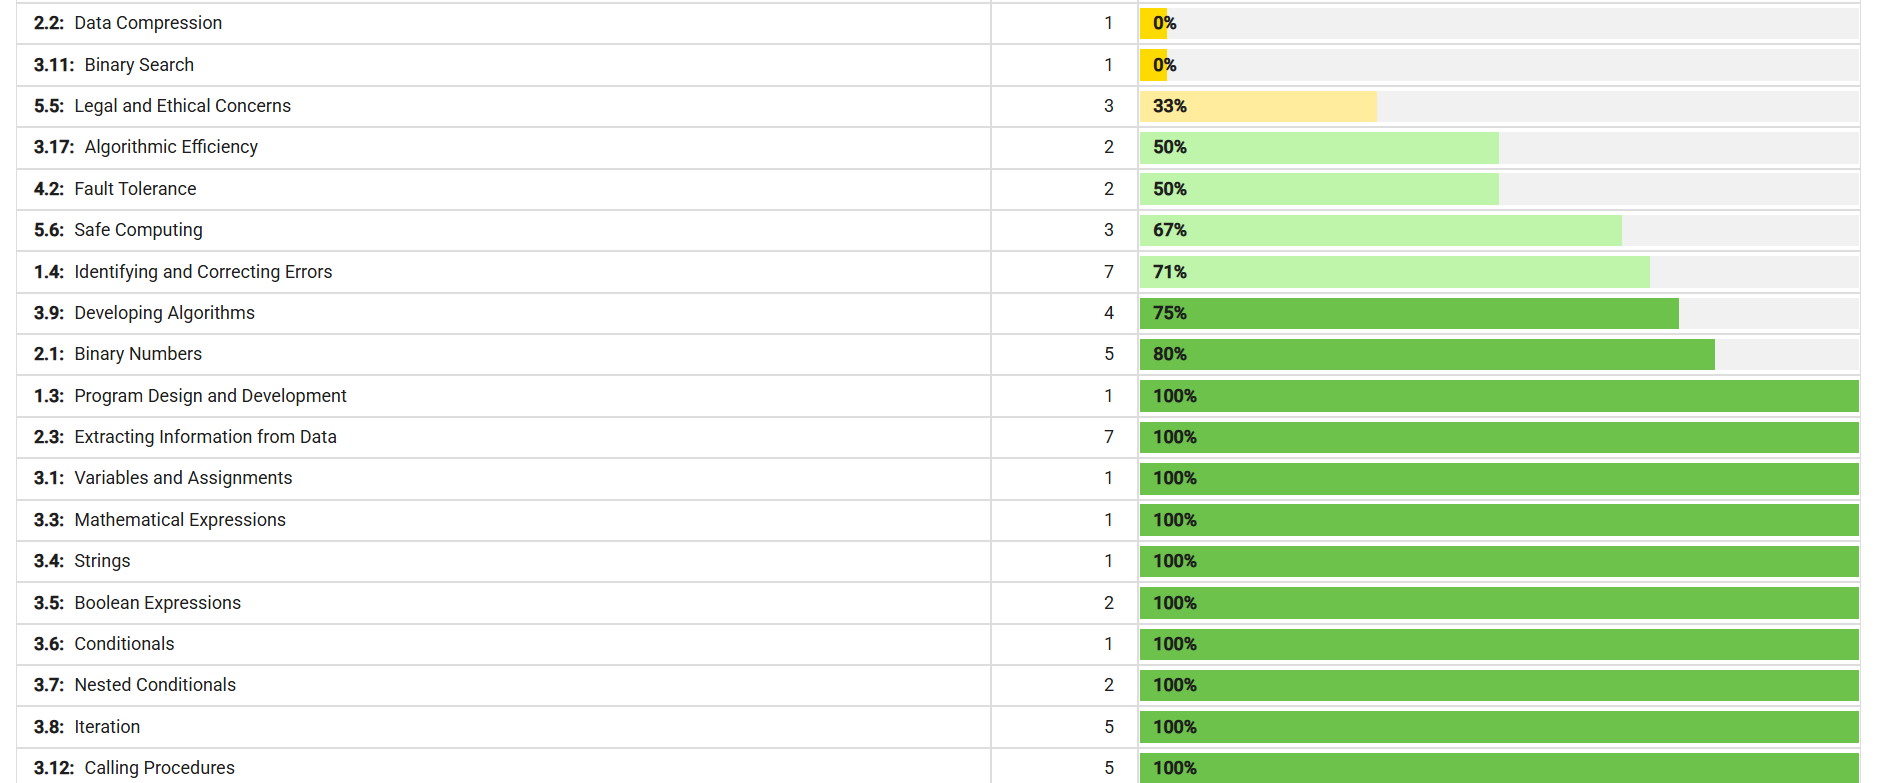 2.2: Data Compression 1 0%
3.11: Binary Search 1 0%
5.5: Legal and Ethical Concerns 3 33%
3.17: Algorithmic Efficiency 2 50%
4.2: Fault Tolerance 2 50%
5.6: Safe Computing 3 67%
1.4: Identifying and Correcting Errors 7 71%
3.9: Developing Algorithms 4 75%
2.1: Binary Numbers 5 80%
1.3: Program Design and Development 1 100%
2.3: Extracting Information from Data 7 100%
3.1: Variables and Assignments 1 100%
3.3: Mathematical Expressions 1 100%
3.4: Strings 1 100%
3.5: Boolean Expressions 2 100%
3.6: Conditionals 1 100%
3.7: Nested Conditionals 2 100%
3.8: Iteration 5 100%
3.12: Calling Procedures 5 100%